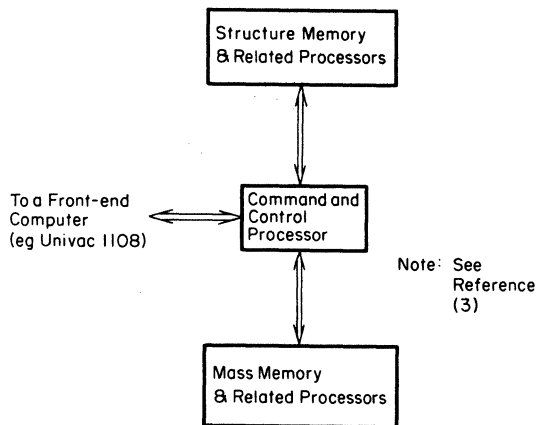 Structure Memory
& Related Processors
To a Front-end
Computer
(eg Univac 1108)
Command and
Control
Processor
Note: See
Reference
(3)
Mass Memory
& Related Processors